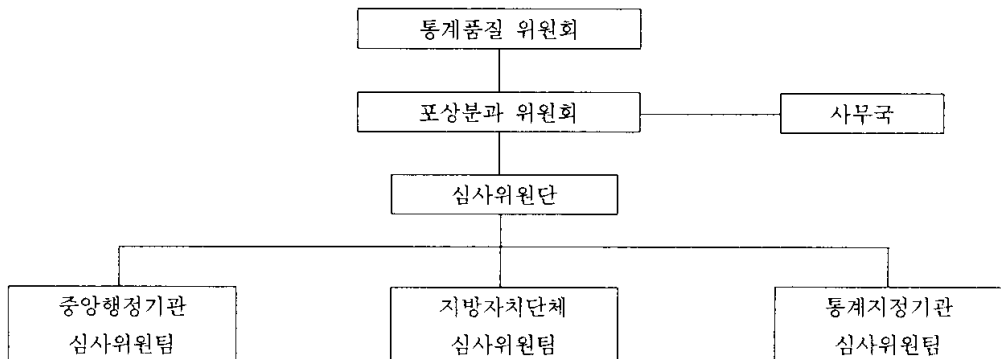 통계품질 위원회
포상분과 위원회
사무국
심사위원단
중앙행정기관
심사위원팀
지방자치단체
심사위원팀
통계지정기관
심사위원팀